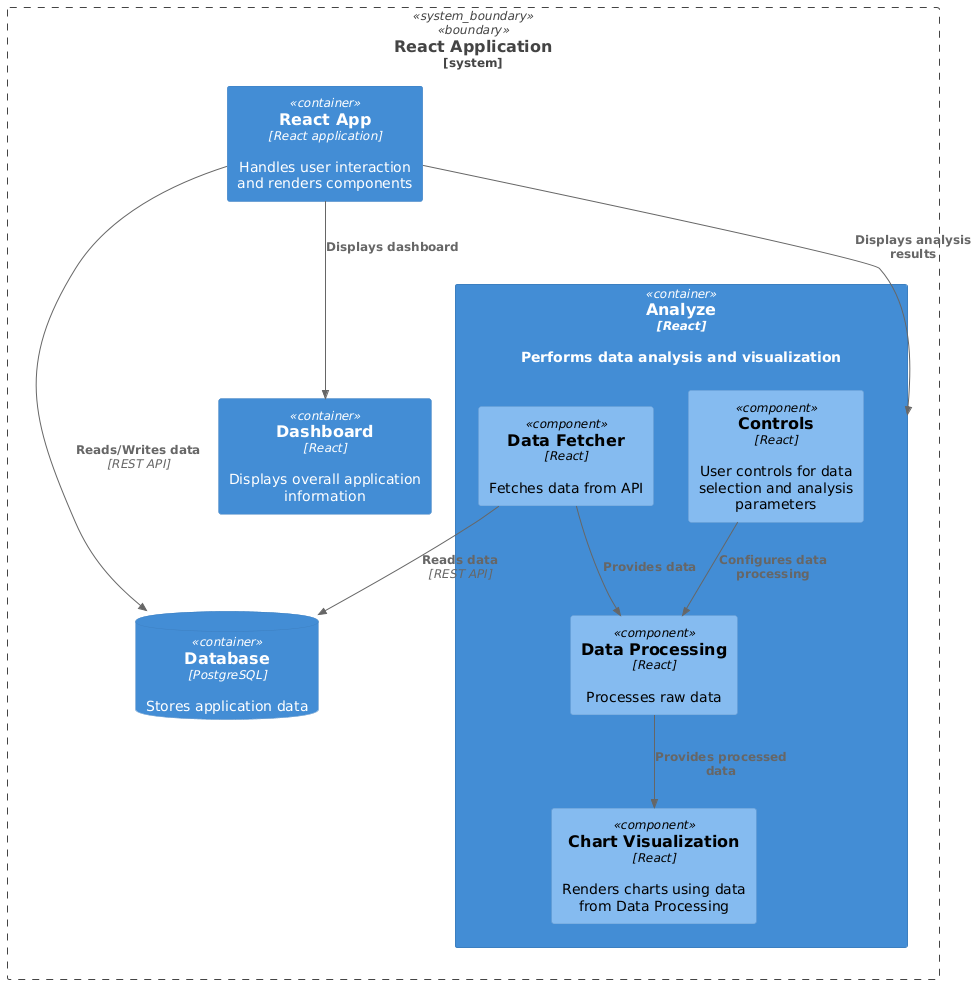 «system_boundary»
«boundary»
React Application
[system]
«container»
React App
[React application]
Handles user interaction
and renders components
Displays dashboard
Displays analysis
results
«container»
Analyze
[React]
Performs data analysis and visualization
«container»
Dashboard
[React]
Displays overall application
information
«component»
Data Fetcher
[React]
Fetches data from API
«component»
Controls
[React]
User controls for data
selection and analysis
parameters
Reads/Writes data
[REST API]
Reads data
[REST API]
Provides data
Configures data
processing
«container»
Database
[PostgreSQL]
Stores application data
«component»
Data Processing
[React]
Processes raw data
Provides processed
data
«component»
Chart Visualization
[React]
Renders charts using data
from Data Processing